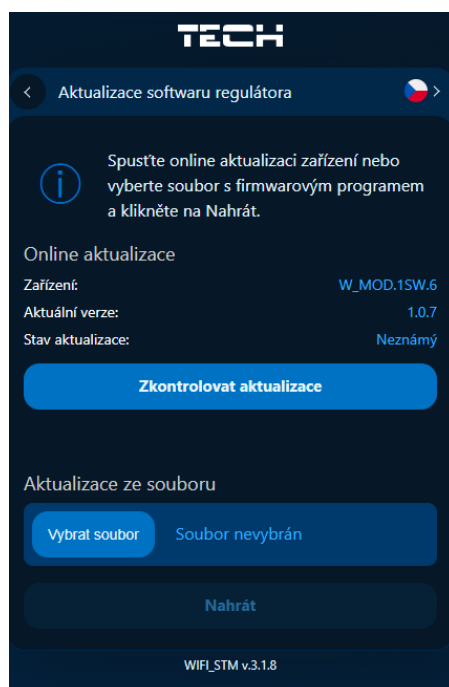 TECH
Aktualizace softwaru regulátora
Spusťte online aktualizaci zařízení nebo
vyberte soubor s firmwarovým programem
a klikněte na Nahrát.
Online aktualizace
Zařízení: W_MOD.1SW.6
Aktuální verze: 1.0.7
Stav aktualizace: Neznámý
Zkontrolovat aktualizace
Aktualizace ze souboru
Vybrat soubor Soubor nevybrán
Nahrát
WIFI_STM v.3.1.8